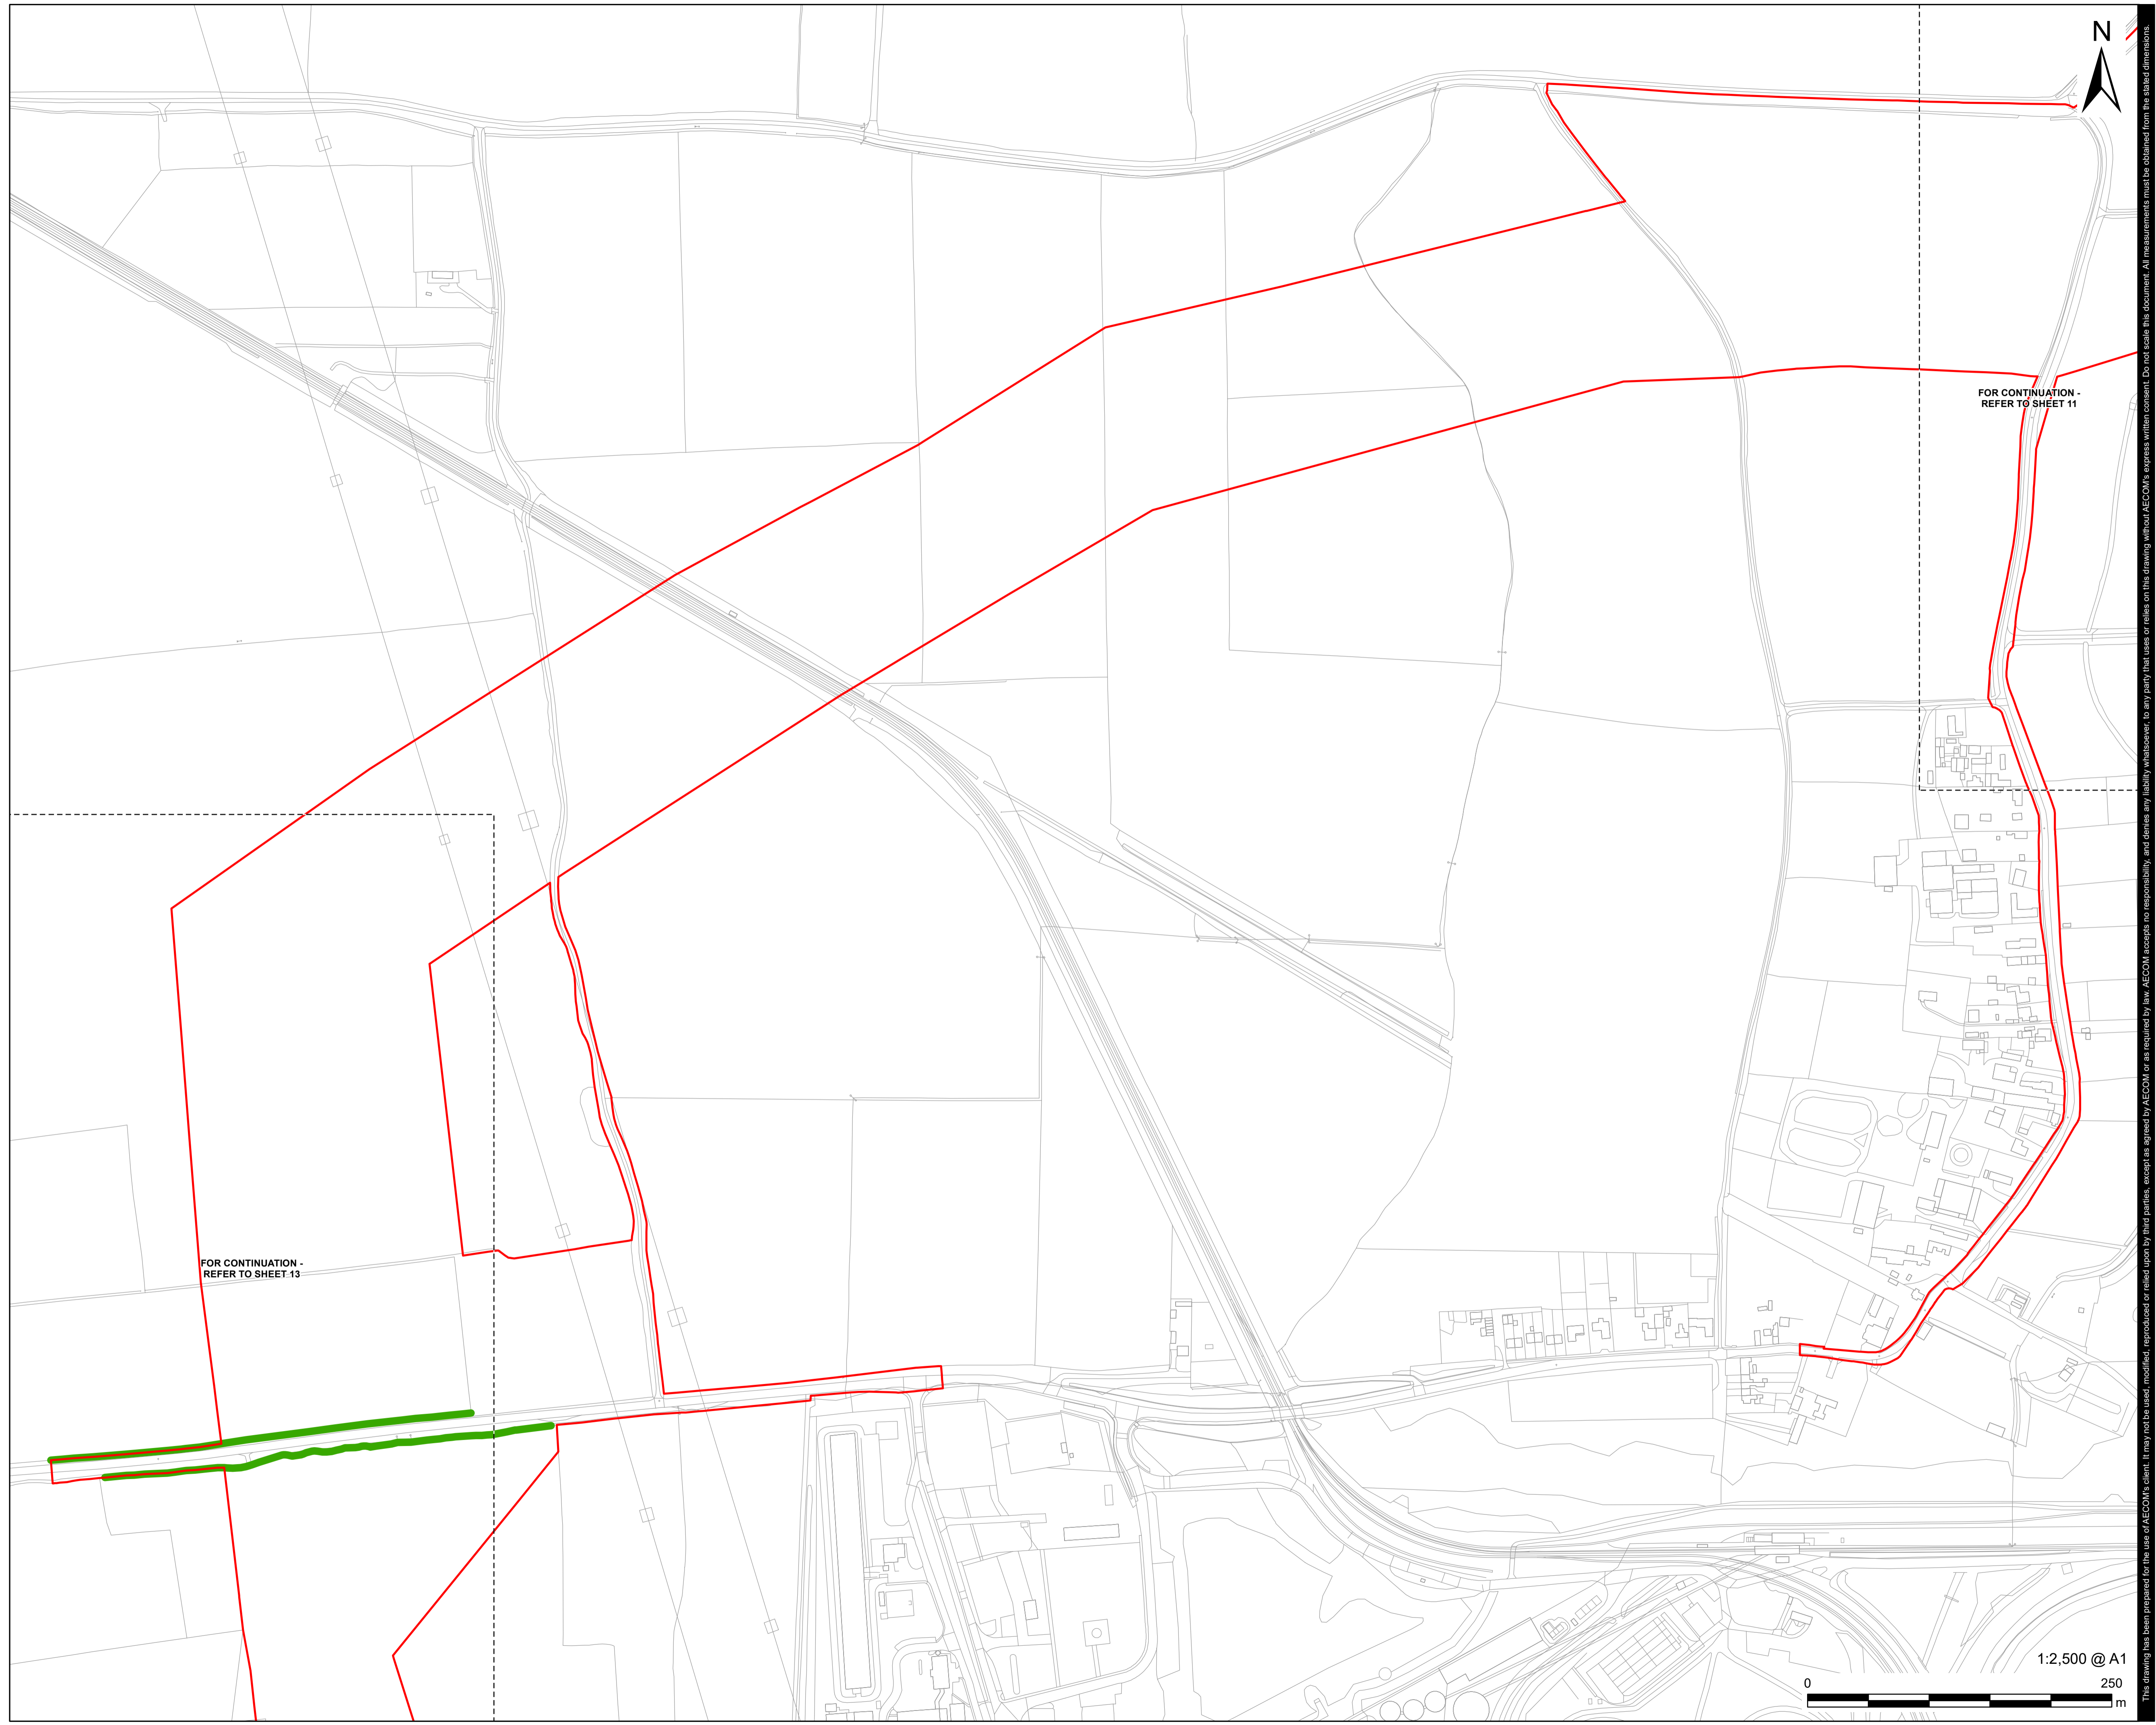 N
FOR CONTINUATION -
REFER TO SHEET 11
FOR CONTINUATION -
REFER TO SHEET 13
1:2,500 @ A1
0 250
m
This drawing has been prepared for the use of AECOM's client. It may not be used, modified, reproduced or relied upon by third parties, except as agreed by AECOM or as required by law. AECOM accepts no responsibility, and denies any liability whatsoever, to any party that uses or relies on this drawing without AECOM's express written consent. Do not scale this document. All measurements must be obtained from the stated dimensions.